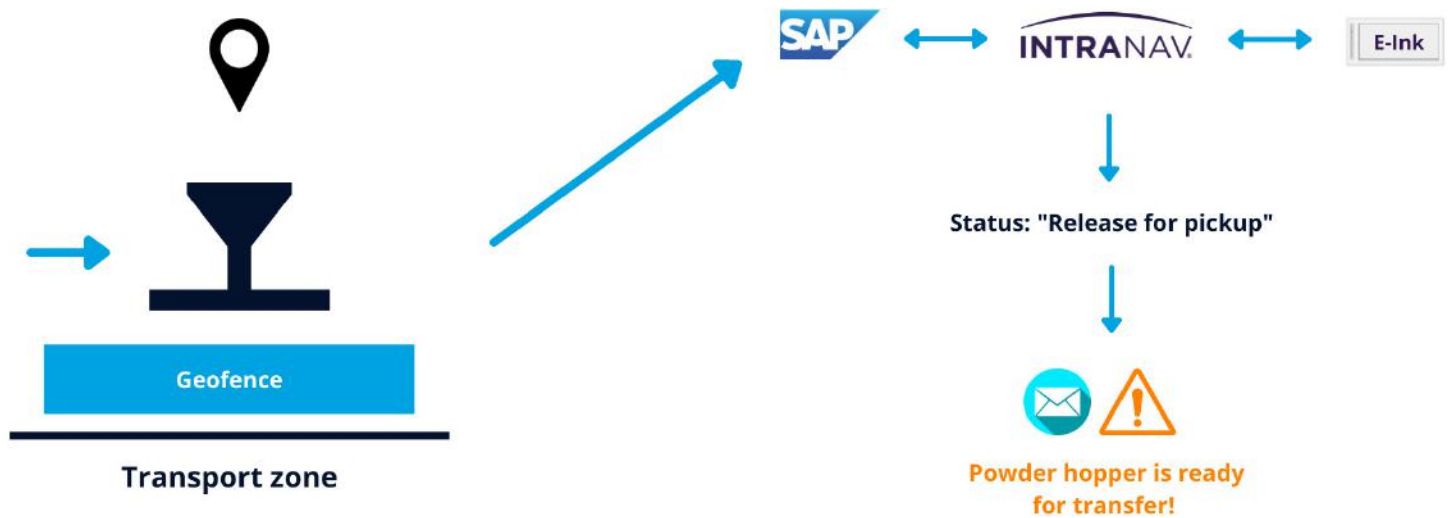 SAP
INTRANAV.
E-Ink
Status: "Release for pickup"
Geofence
Transport zone
Powder hopper is ready
for transfer!